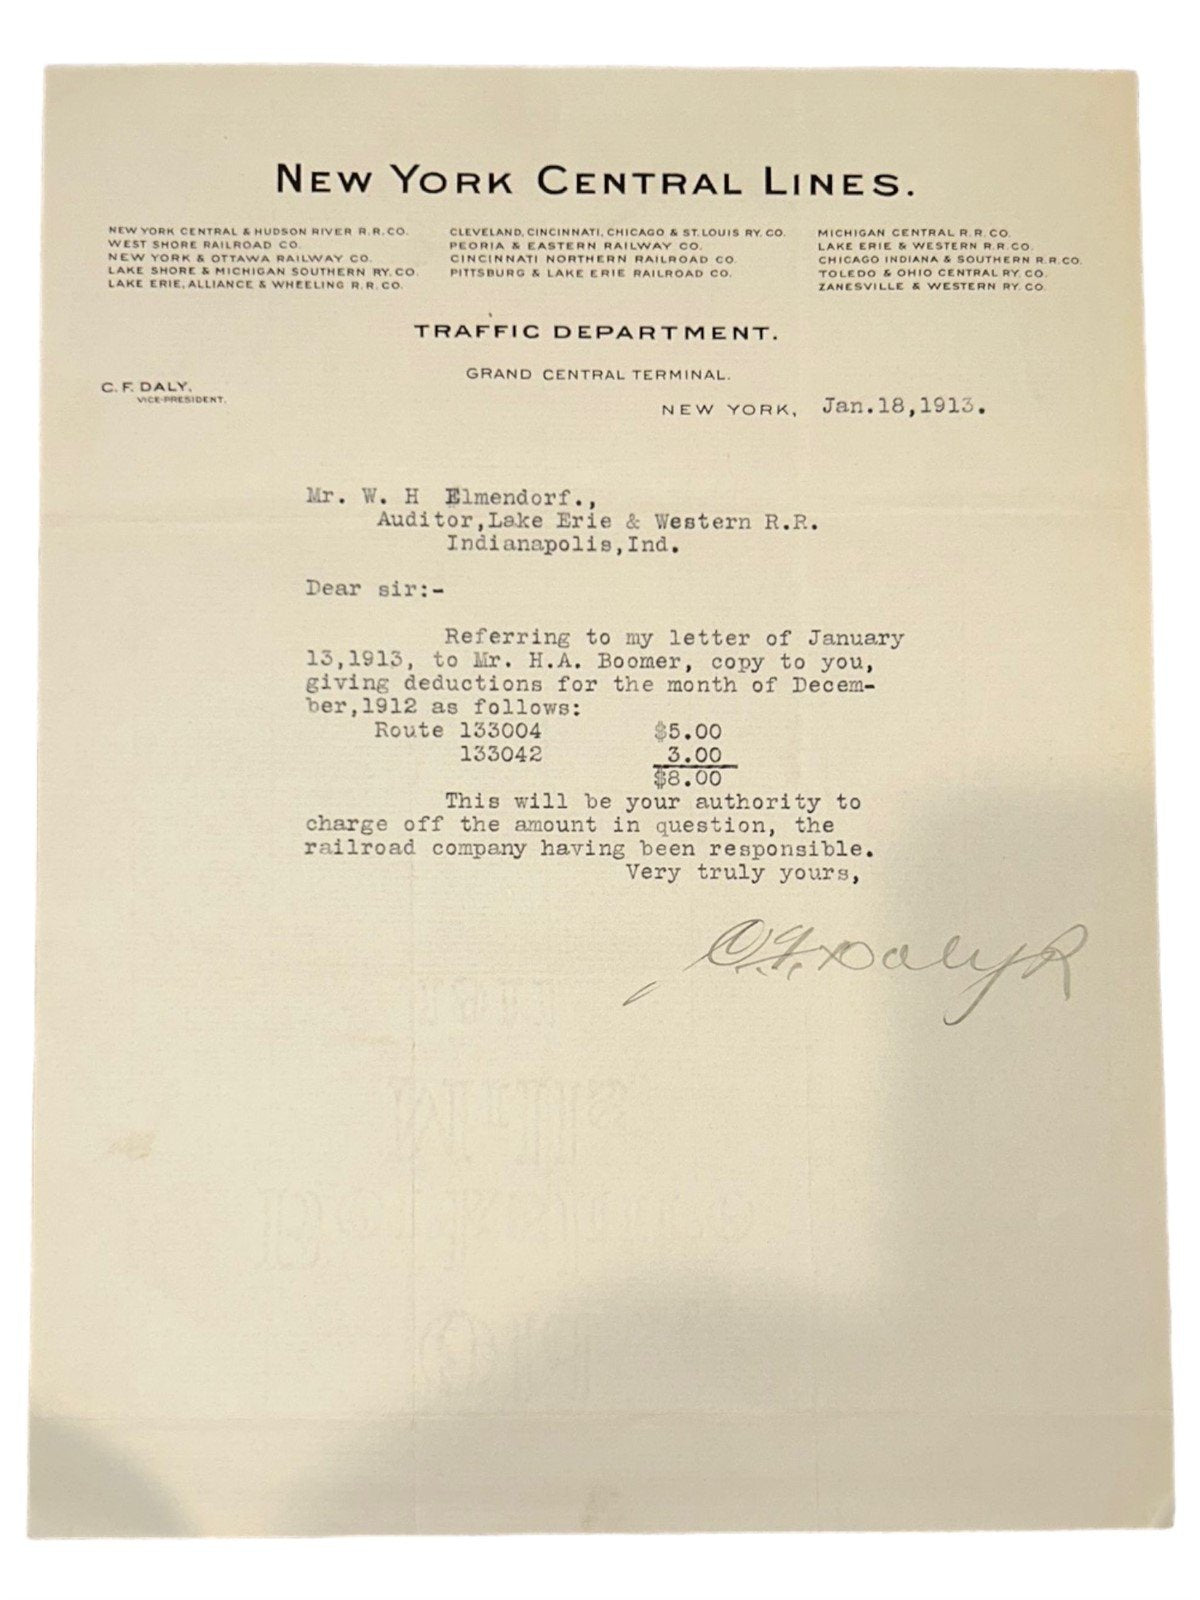 NEW YORK CENTRAL LINES.
NEW YORK CENTRAL & HUDSON RIVER R.R.CO.
WEST SHORE RAILROAD CO.
NEW YORK & OTTAWA RAILWAY CO.
LAKE SHORE & MICHIGAN SOUTHERN RY. CO.
LAKE ERIE, ALLIANCE & WHEELING R.R.CO.
CLEVELAND, CINCINNATI, CHICAGO & ST. LOUIS RY. CO.
PEORIA & EASTERN RAILWAY CO.
CINCINNATI NORTHERN RAILROAD CO.
PITTSBURG & LAKE ERIE RAILROAD CO.
MICHIGAN CENTRAL R.R.CO.
LAKE ERIE & WESTERN R.R.CO.
CHICAGO INDIANA & SOUTHERN R.R.CO.
TOLEDO & OHIO CENTRAL RY. CO.
ZANESVILLE & WESTERN RY. CO.
TRAFFIC DEPARTMENT.
GRAND CENTRAL TERMINAL.
C. F. DALY,
VICE-PRESIDENT.
NEW YORK, Jan.18,1913.
Mr. W. H Elmendorf.,
Auditor,Lake Erie & Western R.R.
Indianapolis,Ind.
Dear sir:-
Referring to my letter of January
13,1913, to Mr. H.A. Boomer, copy to you,
giving deductions for the month of Decem-
ber,1912 as follows:
Route 133004 $5.00
133042 3.00
$8.00
This will be your authority to
charge off the amount in question, the
railroad company having been responsible.
Very truly yours,
C. F. Daly